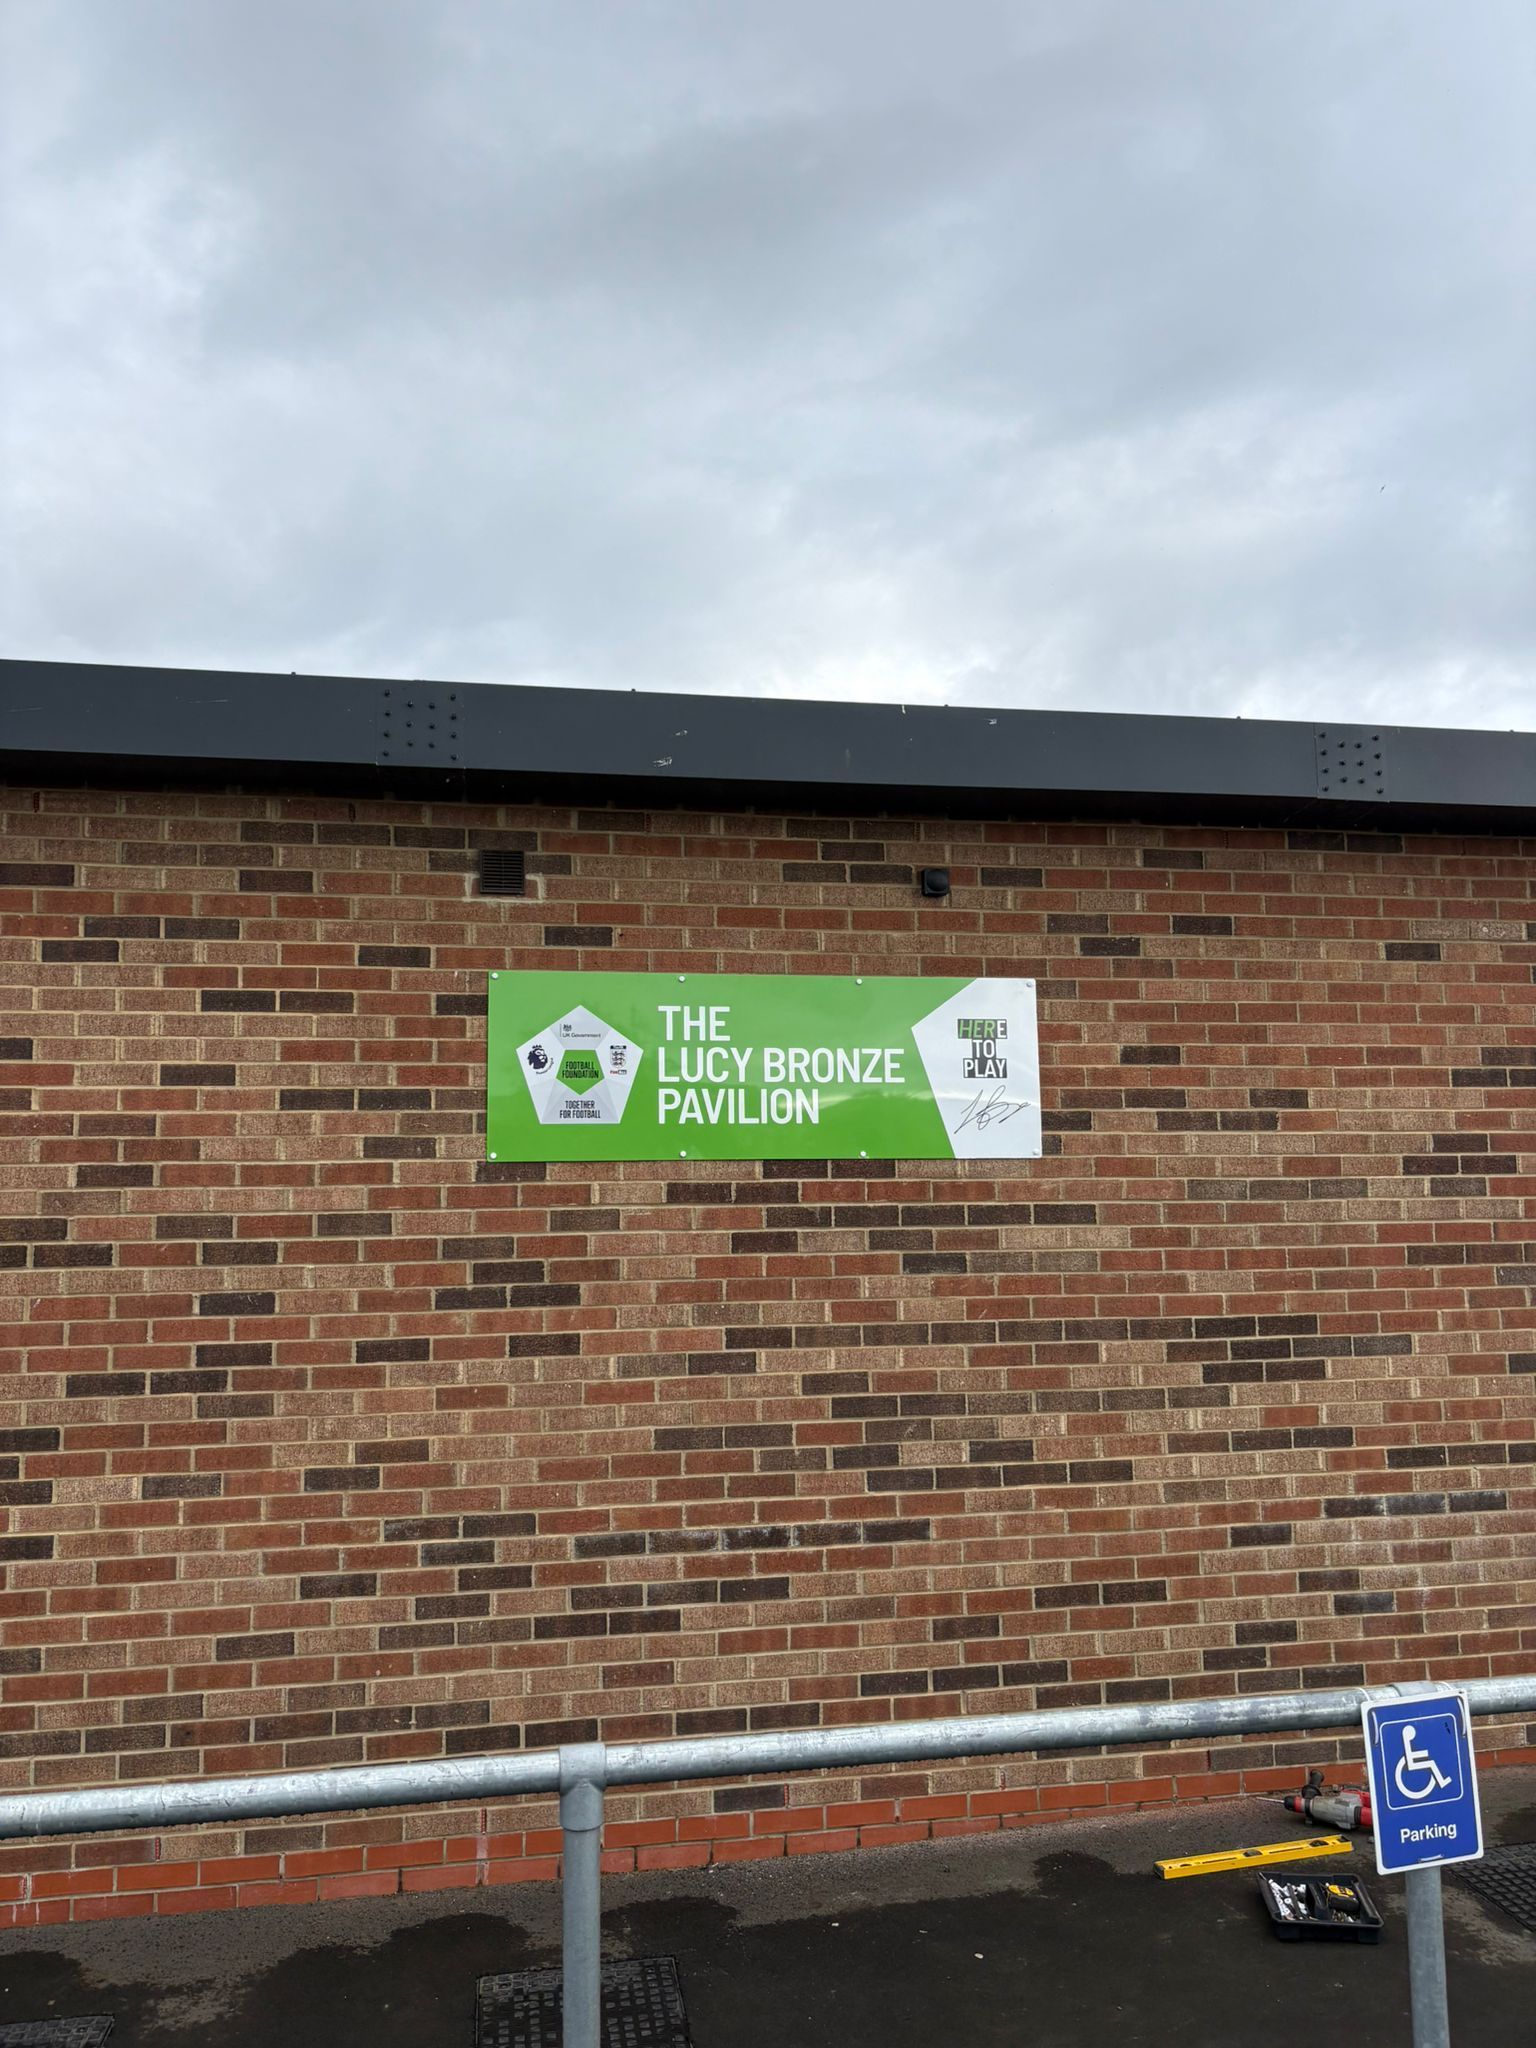 UK Government
FOOTBALL
FOUNDATION
TOGETHER
FOR FOOTBALL
THE
LUCY BRONZE
PAVILION
HERE
TO
PLAY
Parking